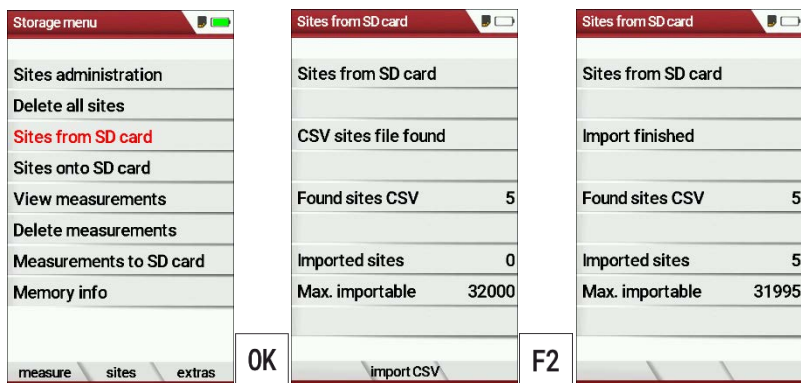 Storage menu
Sites administration
Delete all sites
Sites from SD card
Sites onto SD card
View measurements
Delete measurements
Measurements to SD card
Memory info
measure sites extras
OK
Sites from SD card
Sites from SD card
CSV sites file found
Found sites CSV 5
Imported sites 0
Max. importable 32000
import CSV
F2
Sites from SD card
Sites from SD card
Import finished
Found sites CSV 5
Imported sites 5
Max. importable 31995